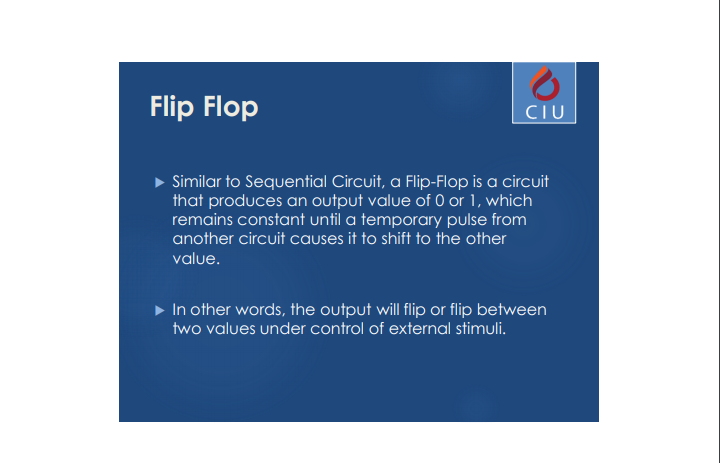 Flip Flop
CIU
Similar to Sequential Circuit, a Flip-Flop is a circuit
that produces an output value of 0 or 1, which
remains constant until a temporary pulse from
another circuit causes it to shift to the other
value.
In other words, the output will flip or flip between
two values under control of external stimuli.